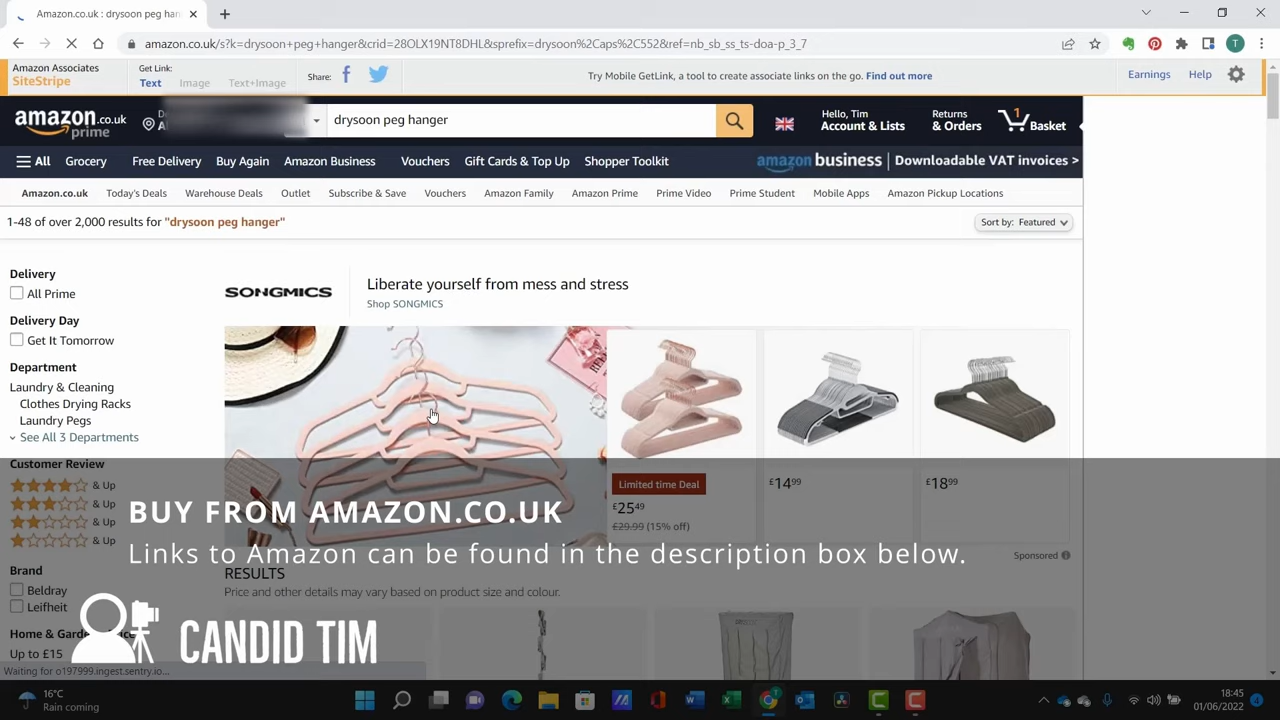 Amazon.co.uk : drysoon peg han
amazon.co.uk/s?k=drysoon+peg+hanger&crid=28OLX19NT8DHL&sprefix=drysoon%2Caps%2C552&ref=nb_sb_ss_ts-doa-p_3_7
T
Amazon Associates
SiteStripe
Get Link:
Text
Image
Text+Image
Share:
Try Mobile GetLink, a tool to create associate links on the go. Find out more
Earnings
Help
amazon.co.uk
prime
drysoon peg hanger
Hello, Tim
Account & Lists
Returns
& Orders
1
Basket
All
Grocery
Free Delivery
Buy Again
Amazon Business
Vouchers
Gift Cards & Top Up
Shopper Toolkit
amazon business
Downloadable VAT invoices >
Amazon.co.uk
Today's Deals
Warehouse Deals
Outlet
Subscribe & Save
Vouchers
Amazon Family
Amazon Prime
Prime Video
Prime Student
Mobile Apps
Amazon Pickup Locations
1-48 of over 2,000 results for "drysoon peg hanger"
Sort by: Featured
Delivery
All Prime
Delivery Day
Get It Tomorrow
Department
Laundry & Cleaning
Clothes Drying Racks
Laundry Pegs
See All 3 Departments
Customer Review
& Up
& Up
& Up
& Up
Brand
Beldray
Leifheit
Home & Garde
Up to £15
SONGMICS
Liberate yourself from mess and stress
Shop SONGMICS
Limited time Deal
£25.49
£29.99 (15% off)
£14.99
£18.99
Sponsored
RESULTS
Price and other details may vary based on product size and colour.
BUY FROM AMAZON.CO.UK
Links to Amazon can be found in the description box below.
CANDID TIM
Waiting for o197999.ingest.sentry.io...
16°C
Rain coming
18:45
01/06/2022
4